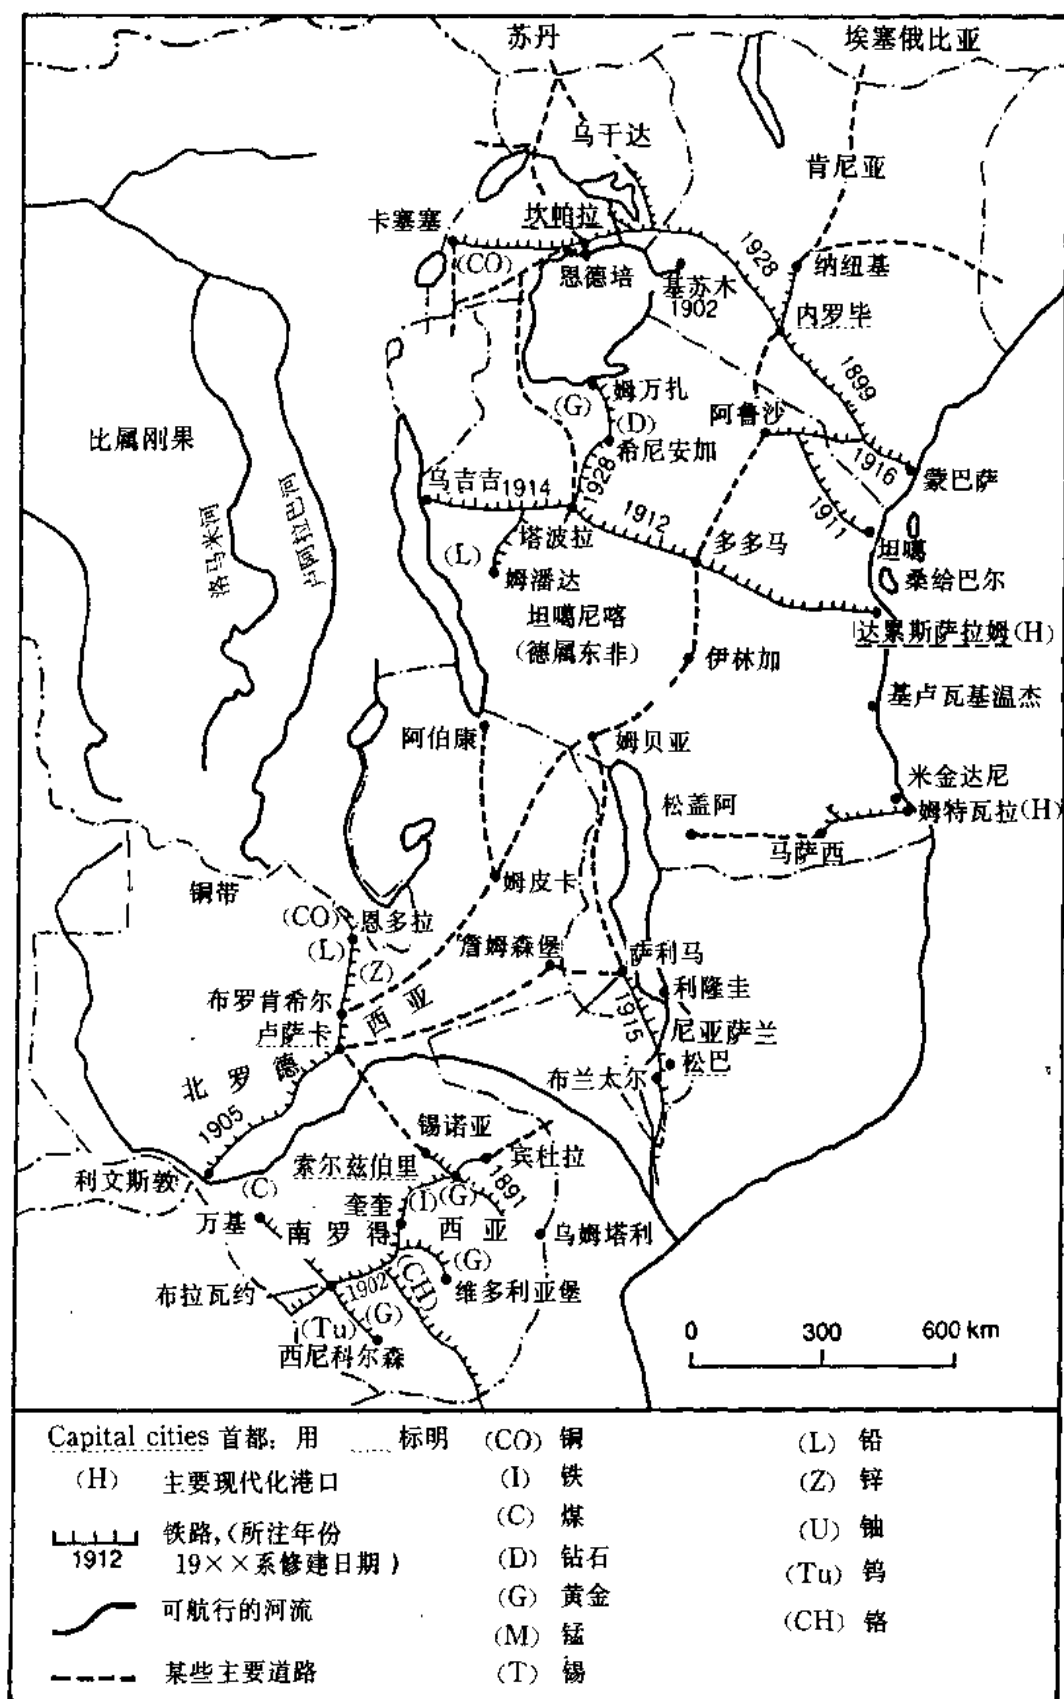 苏丹
埃塞俄比亚
乌干达
肯尼亚
卡塞塞
坎帕拉
(CO)
恩德培
基苏木
1902
1928
纳纽基
内罗毕
1899
(G)
姆万扎
(D)
希尼安加
阿鲁沙
1916
蒙巴萨
比属刚果
洛马米河
卢阿拉巴河
乌吉吉
1914
1928
1912
1911
坦噶
塔波拉
多多马
(L)
姆潘达
桑给巴尔
坦噶尼喀
(德属东非)
达累斯萨拉姆(H)
伊林加
基卢瓦基温杰
阿伯康
姆贝亚
米金达尼
松盖阿
姆特瓦拉(H)
马萨西
铜带
姆皮卡
(CO)
恩多拉
(L)
(Z)
詹姆森堡
萨利马
利隆圭
布罗肯希尔
1915
卢萨卡
尼亚萨兰
松巴
北罗德西亚
布兰太尔
1905
锡诺亚
宾杜拉
利文斯敦
索尔兹伯里
(C)
(I)
(G)
1891
万基
奎奎
南罗得西亚
乌姆塔利
(G)
布拉瓦约
1902
(CH)
维多利亚堡
(Tu)
(G)
西尼科尔森
0 300 600 km
Capital cities 首都：用 ...... 标明
(H) 主要现代化港口
铁路，(所注年份
1912 19××系修建日期)
可航行的河流
某些主要道路
(CO) 铜
(I) 铁
(C) 煤
(D) 钻石
(G) 黄金
(M) 锰
(T) 锡
(L) 铅
(Z) 锌
(U) 铀
(Tu) 钨
(CH) 铬